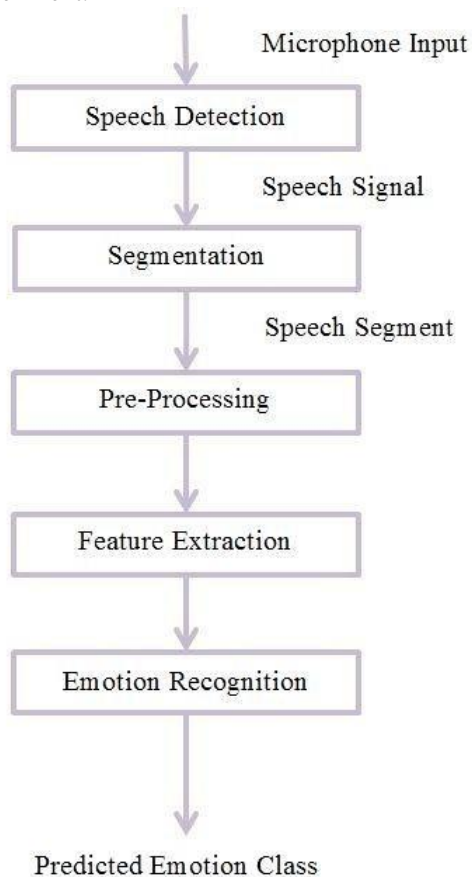 Microphone Input
Speech Detection
Speech Signal
Segmentation
Speech Segment
Pre-Processing
Feature Extraction
Emotion Recognition
Predicted Emotion Class